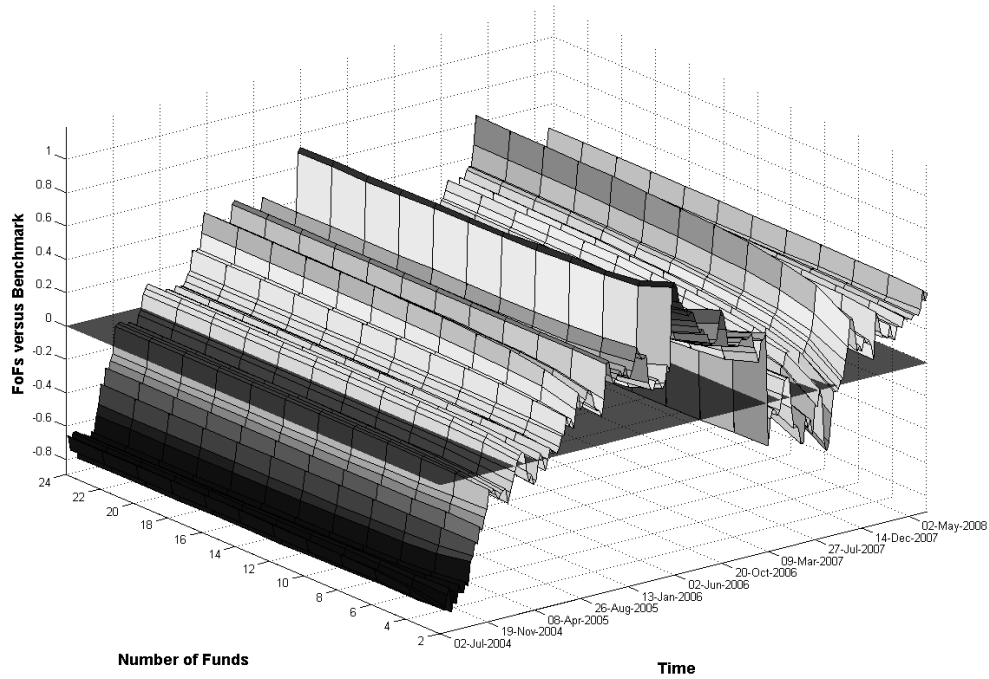 FoFs versus Benchmark
1
0.8
0.6
0.4
0.2
0
-0.2
-0.4
-0.6
-0.8
24
22
20
18
16
14
12
10
8
6
4
2
Number of Funds
02-Jul-2004
19-Nov-2004
08-Apr-2005
26-Aug-2005
13-Jan-2006
02-Jun-2006
20-Oct-2006
09-Mar-2007
27-Jul-2007
14-Dec-2007
02-May-2008
Time